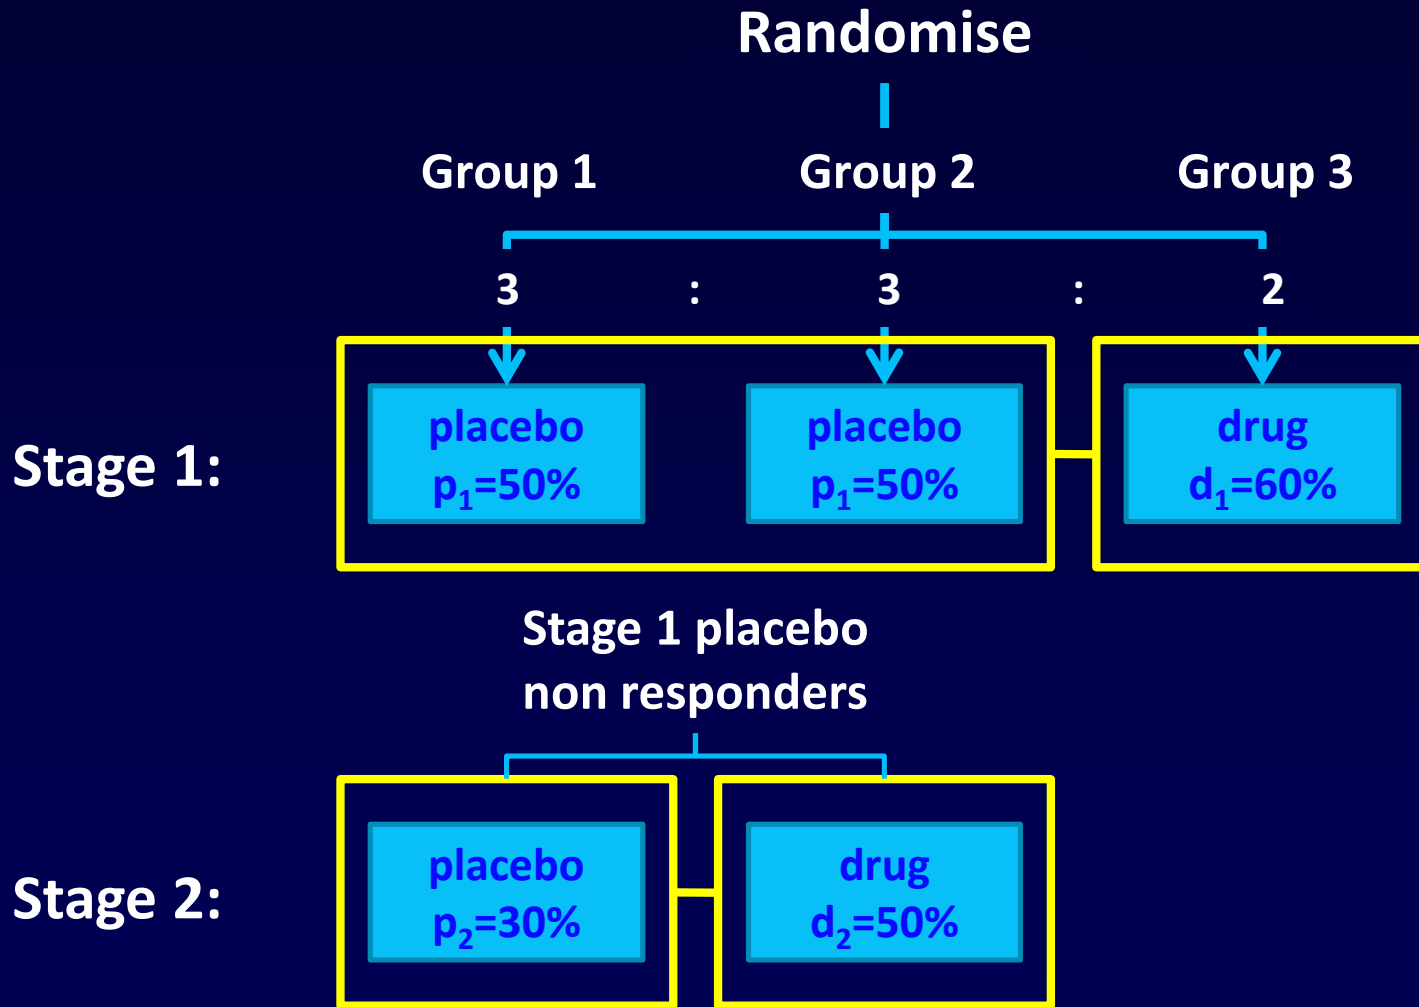 Randomise
Group 1 Group 2 Group 3
3 : 3 : 2
Stage 1:
placebo
p₁=50%
placebo
p₁=50%
drug
d₁=60%
Stage 1 placebo
non responders
Stage 2:
placebo
p₂=30%
drug
d₂=50%